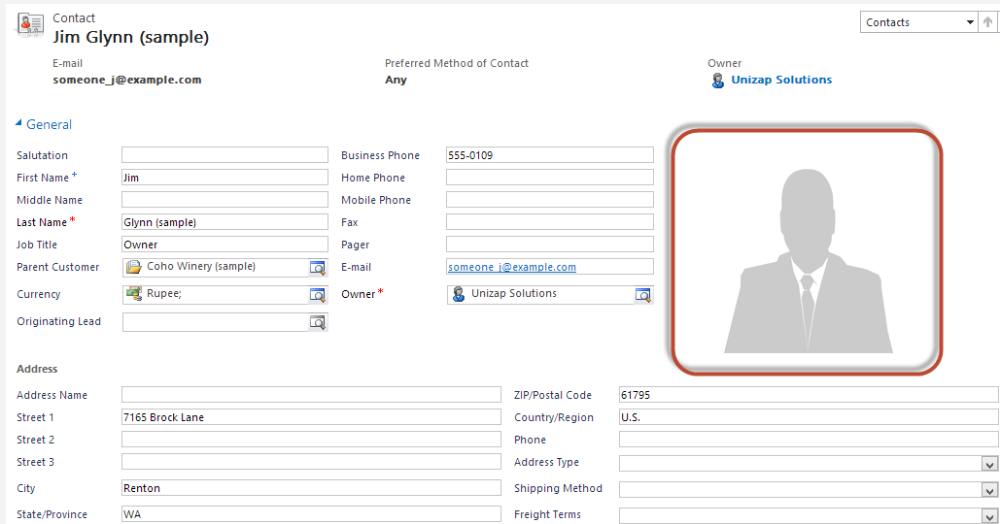 Contact
Jim Glynn (sample)
Contacts
E-mail
Preferred Method of Contact
Owner
someone_j@example.com
Any
Unizap Solutions
General
Salutation
Business Phone 555-0109
First Name + Jim
Home Phone
Middle Name
Mobile Phone
Last Name * Glynn (sample)
Fax
Job Title Owner
Pager
Parent Customer Coho Winery (sample)
E-mail someone_j@example.com
Currency Rupee;
Owner * Unizap Solutions
Originating Lead
Address
Address Name
ZIP/Postal Code 61795
Street 1 7165 Brock Lane
Country/Region U.S.
Street 2
Phone
Street 3
Address Type
City Renton
Shipping Method
State/Province WA
Freight Terms